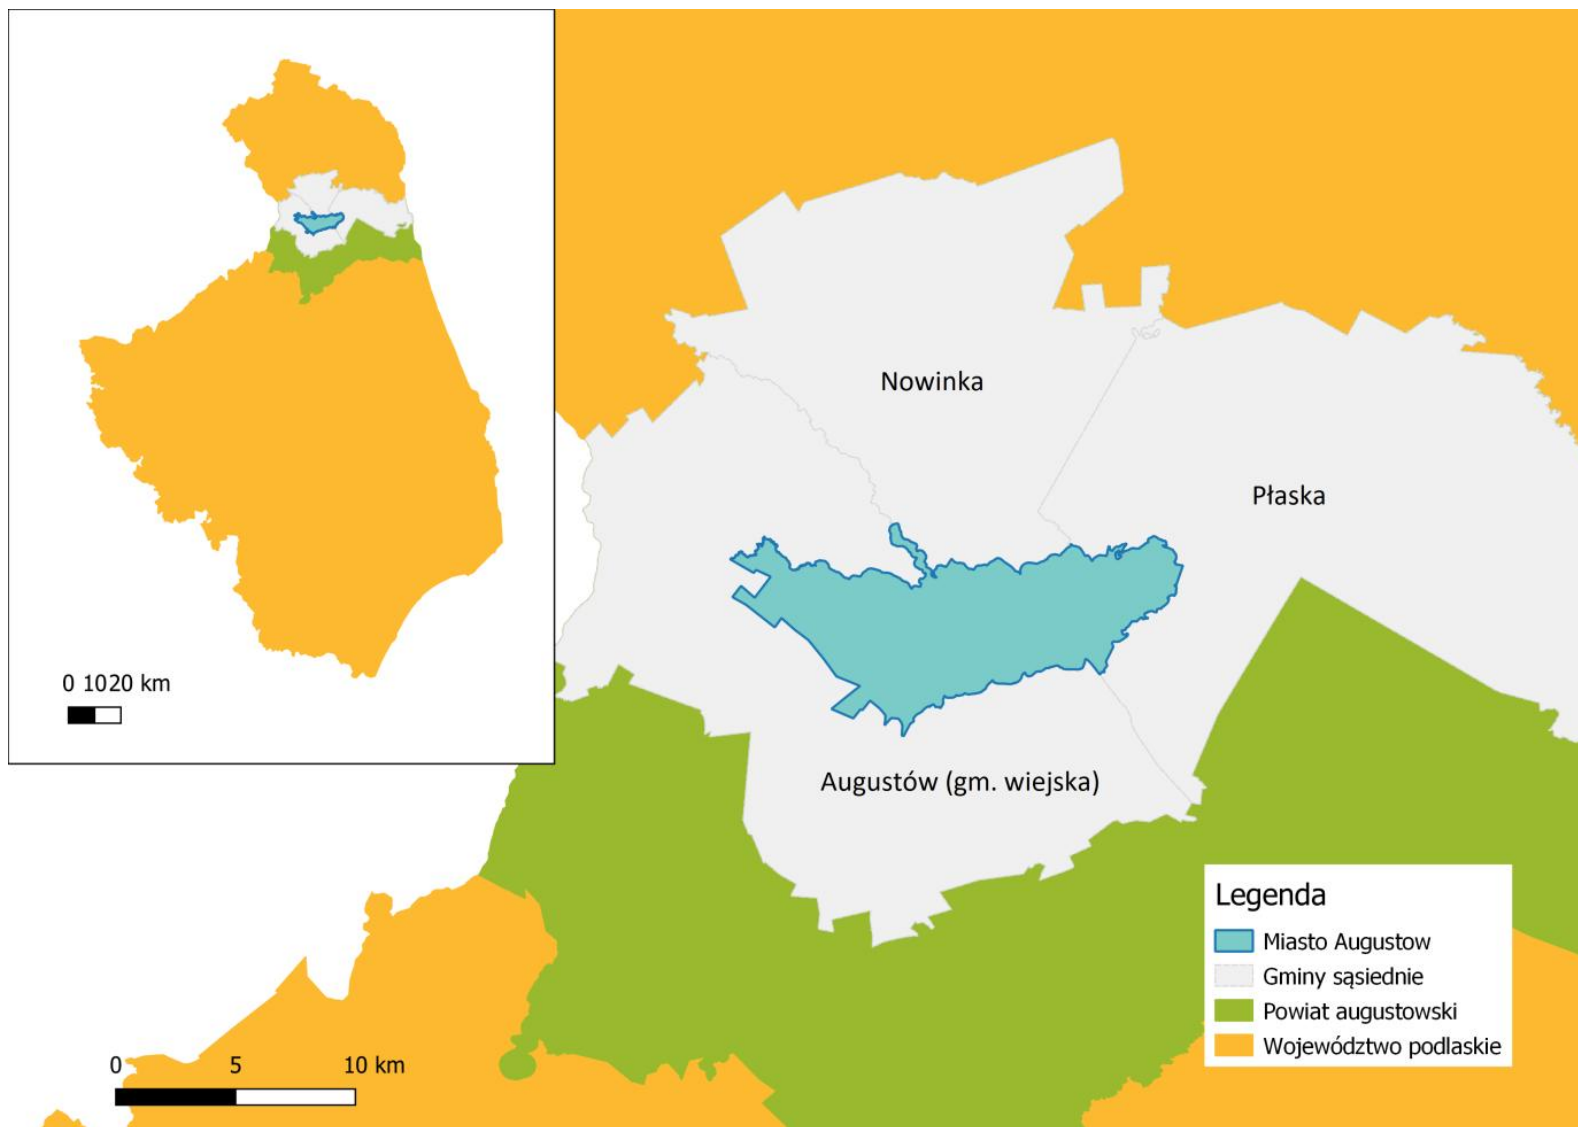 Nowinka
Płaska
0 1020 km
Augustów (gm. wiejska)
Legenda
Miasto Augustow
Gminy sąsiednie
Powiat augustowski
Województwo podlaskie
0 5 10 km